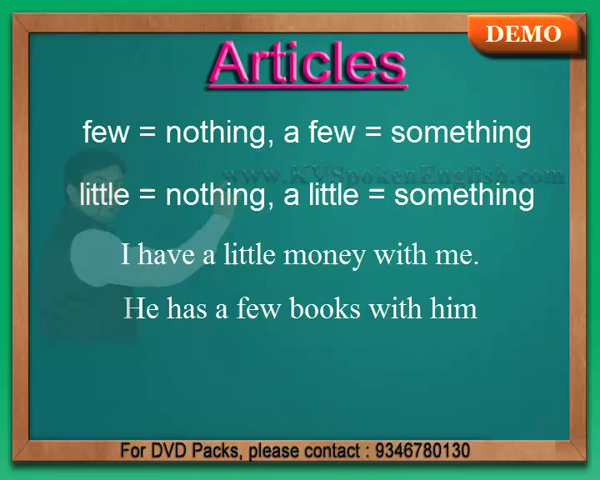 DEMO
Articles
few = nothing, a few = something
www.KVSpokenEnglish.com
little = nothing, a little = something
I have a little money with me.
He has a few books with him
For DVD Packs, please contact : 9346780130